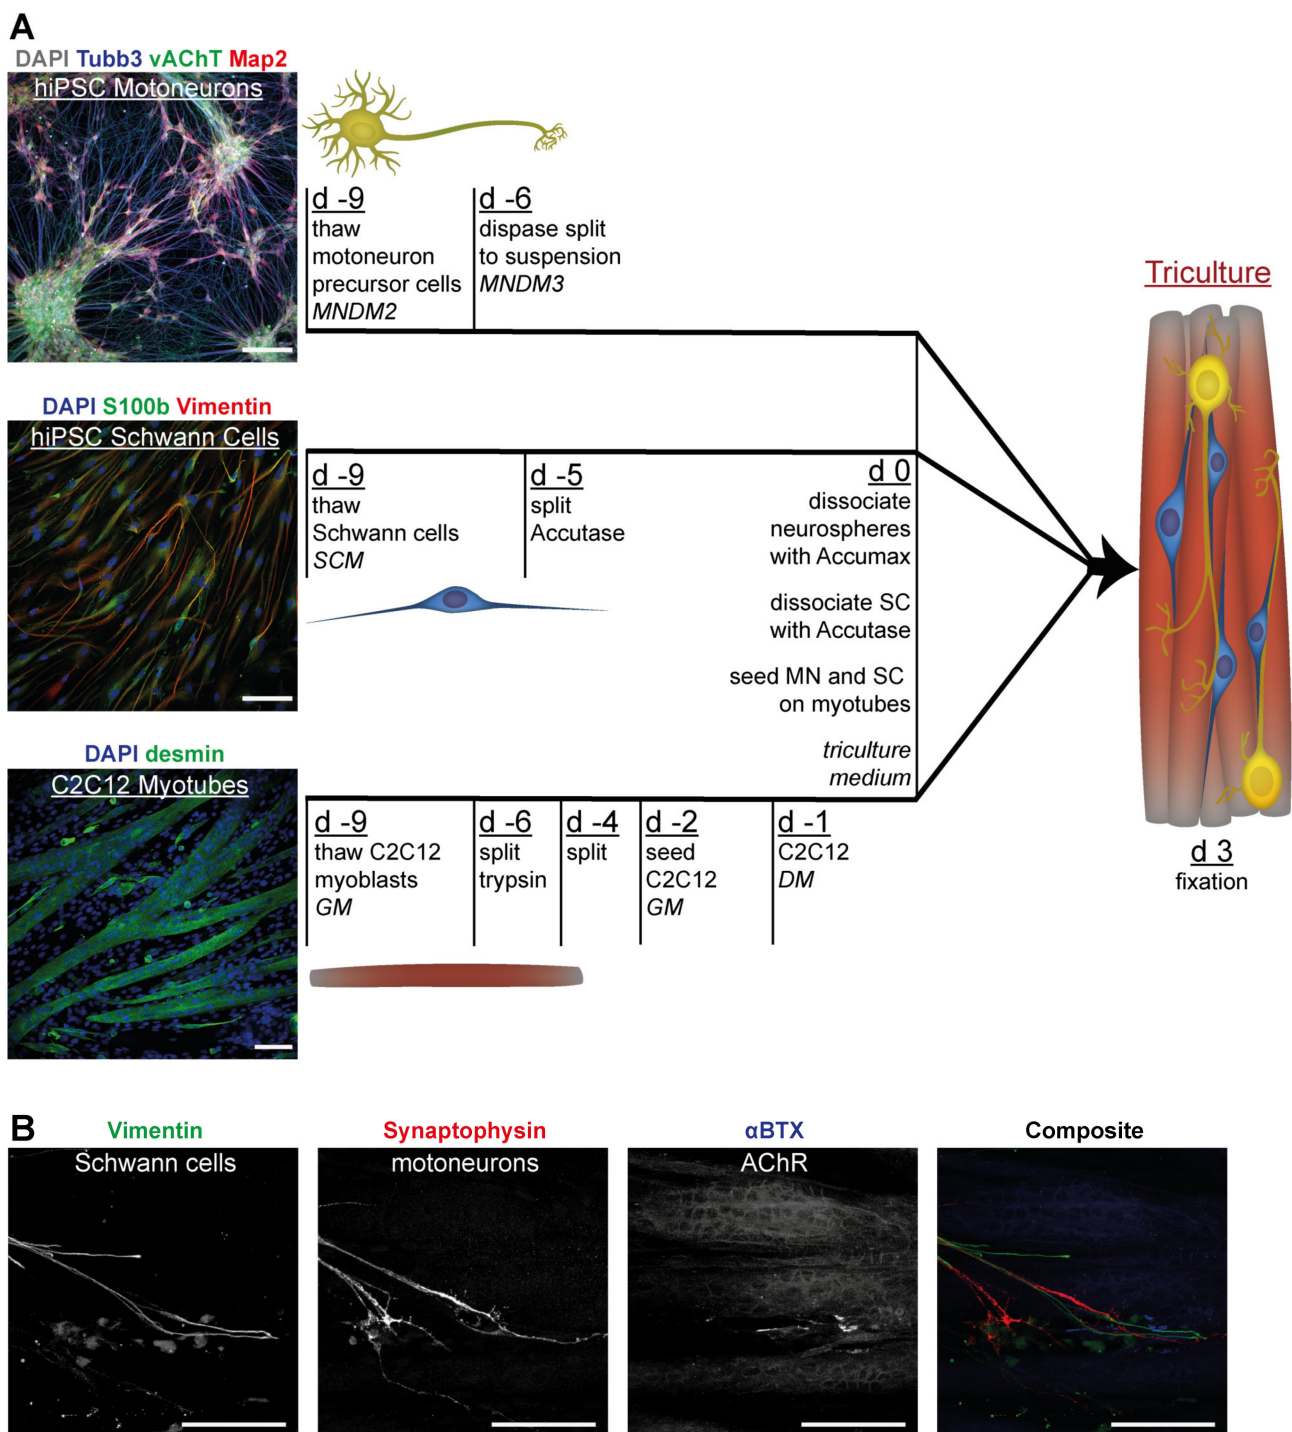 A
DAPI Tubb3 vAChT Map2
hiPSC Motoneurons
d -9
thaw
motoneuron
precursor cells
MNDM2
d -6
dispase split
to suspension
MNDM3
DAPI S100b Vimentin
hiPSC Schwann Cells
d -9
thaw
Schwann cells
SCM
d -5
split
Accutase
d 0
dissociate
neurospheres
with Accumax
dissociate SC
with Accutase
seed MN and SC
on myotubes
triculture
medium
DAPI desmin
C2C12 Myotubes
d -9
thaw C2C12
myoblasts
GM
d -6
split
trypsin
d -4
split
d -2
seed
C2C12
GM
d -1
C2C12
DM
Triculture
d 3
fixation
B
Vimentin
Schwann cells
Synaptophysin
motoneurons
αBTX
AChR
Composite